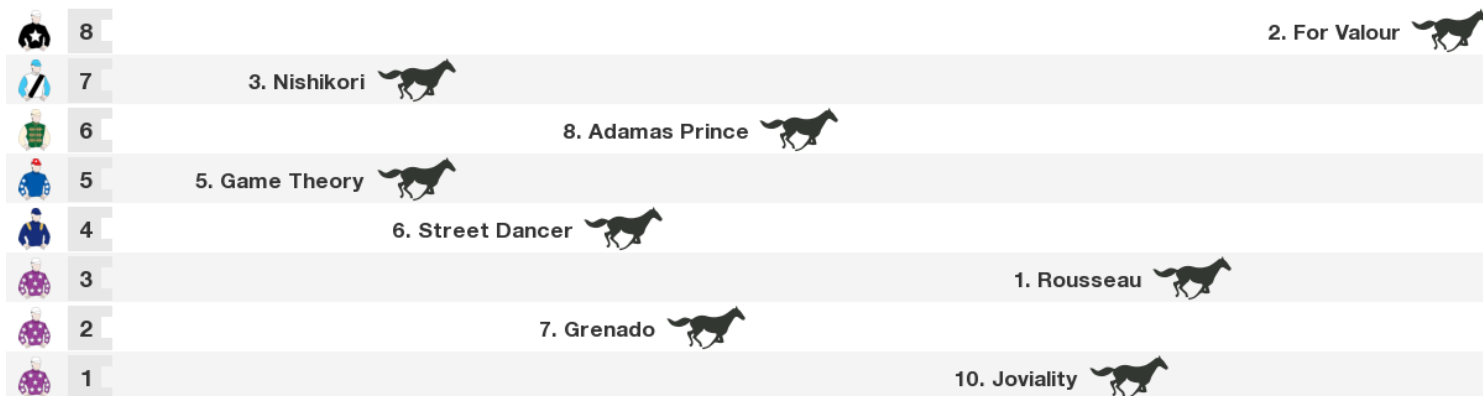 8 2. For Valour
7 3. Nishikori
6 8. Adamas Prince
5 5. Game Theory
4 6. Street Dancer
3 1. Rousseau
2 7. Grenado
1 10. Joviality